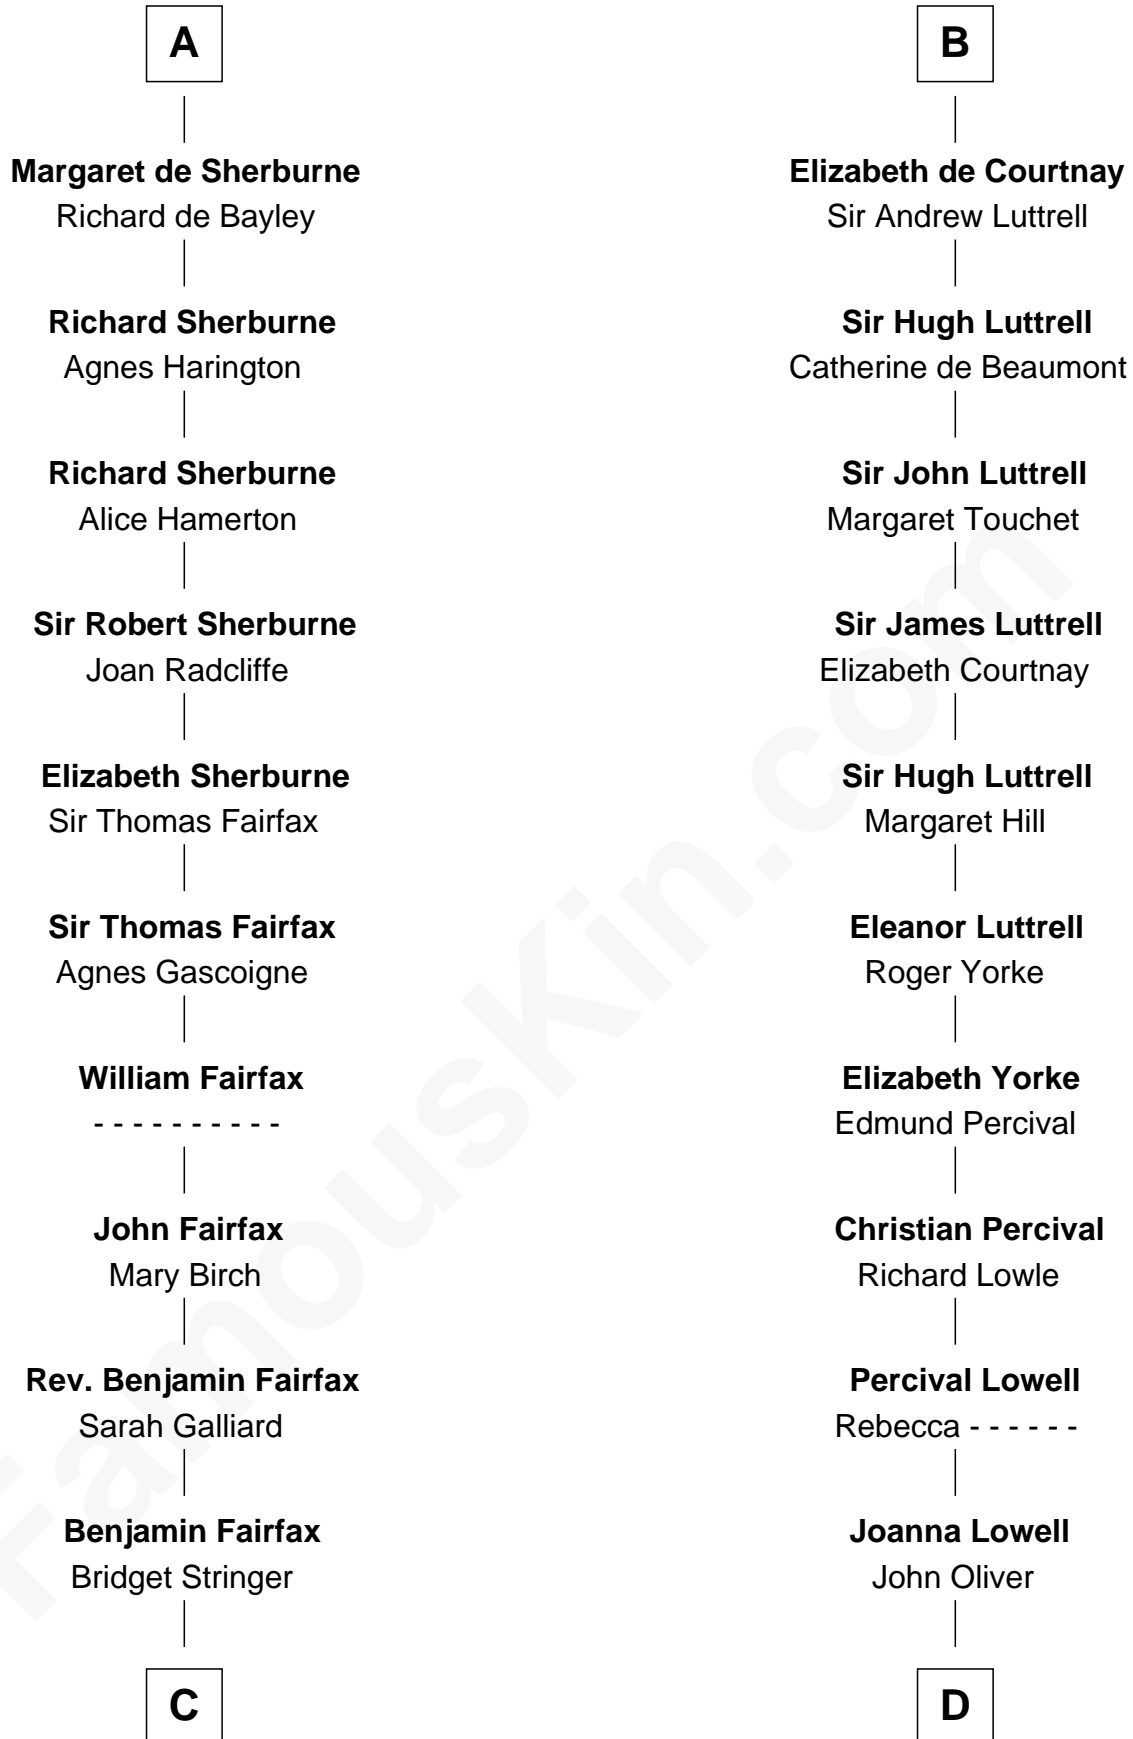 A
Margaret de Sherburne
Richard de Bayley
Richard Sherburne
Agnes Harington
Richard Sherburne
Alice Hamerton
Sir Robert Sherburne
Joan Radcliffe
Elizabeth Sherburne
Sir Thomas Fairfax
Sir Thomas Fairfax
Agnes Gascoigne
William Fairfax
- - - - - - - - - -
John Fairfax
Mary Birch
Rev. Benjamin Fairfax
Sarah Galliard
Benjamin Fairfax
Bridget Stringer
C
B
Elizabeth de Courtnay
Sir Andrew Luttrell
Sir Hugh Luttrell
Catherine de Beaumont
Sir John Luttrell
Margaret Touchet
Sir James Luttrell
Elizabeth Courtnay
Sir Hugh Luttrell
Margaret Hill
Eleanor Luttrell
Roger Yorke
Elizabeth Yorke
Edmund Percival
Christian Percival
Richard Lowle
Percival Lowell
Rebecca - - - - - -
Joanna Lowell
John Oliver
D
FamousKin.com